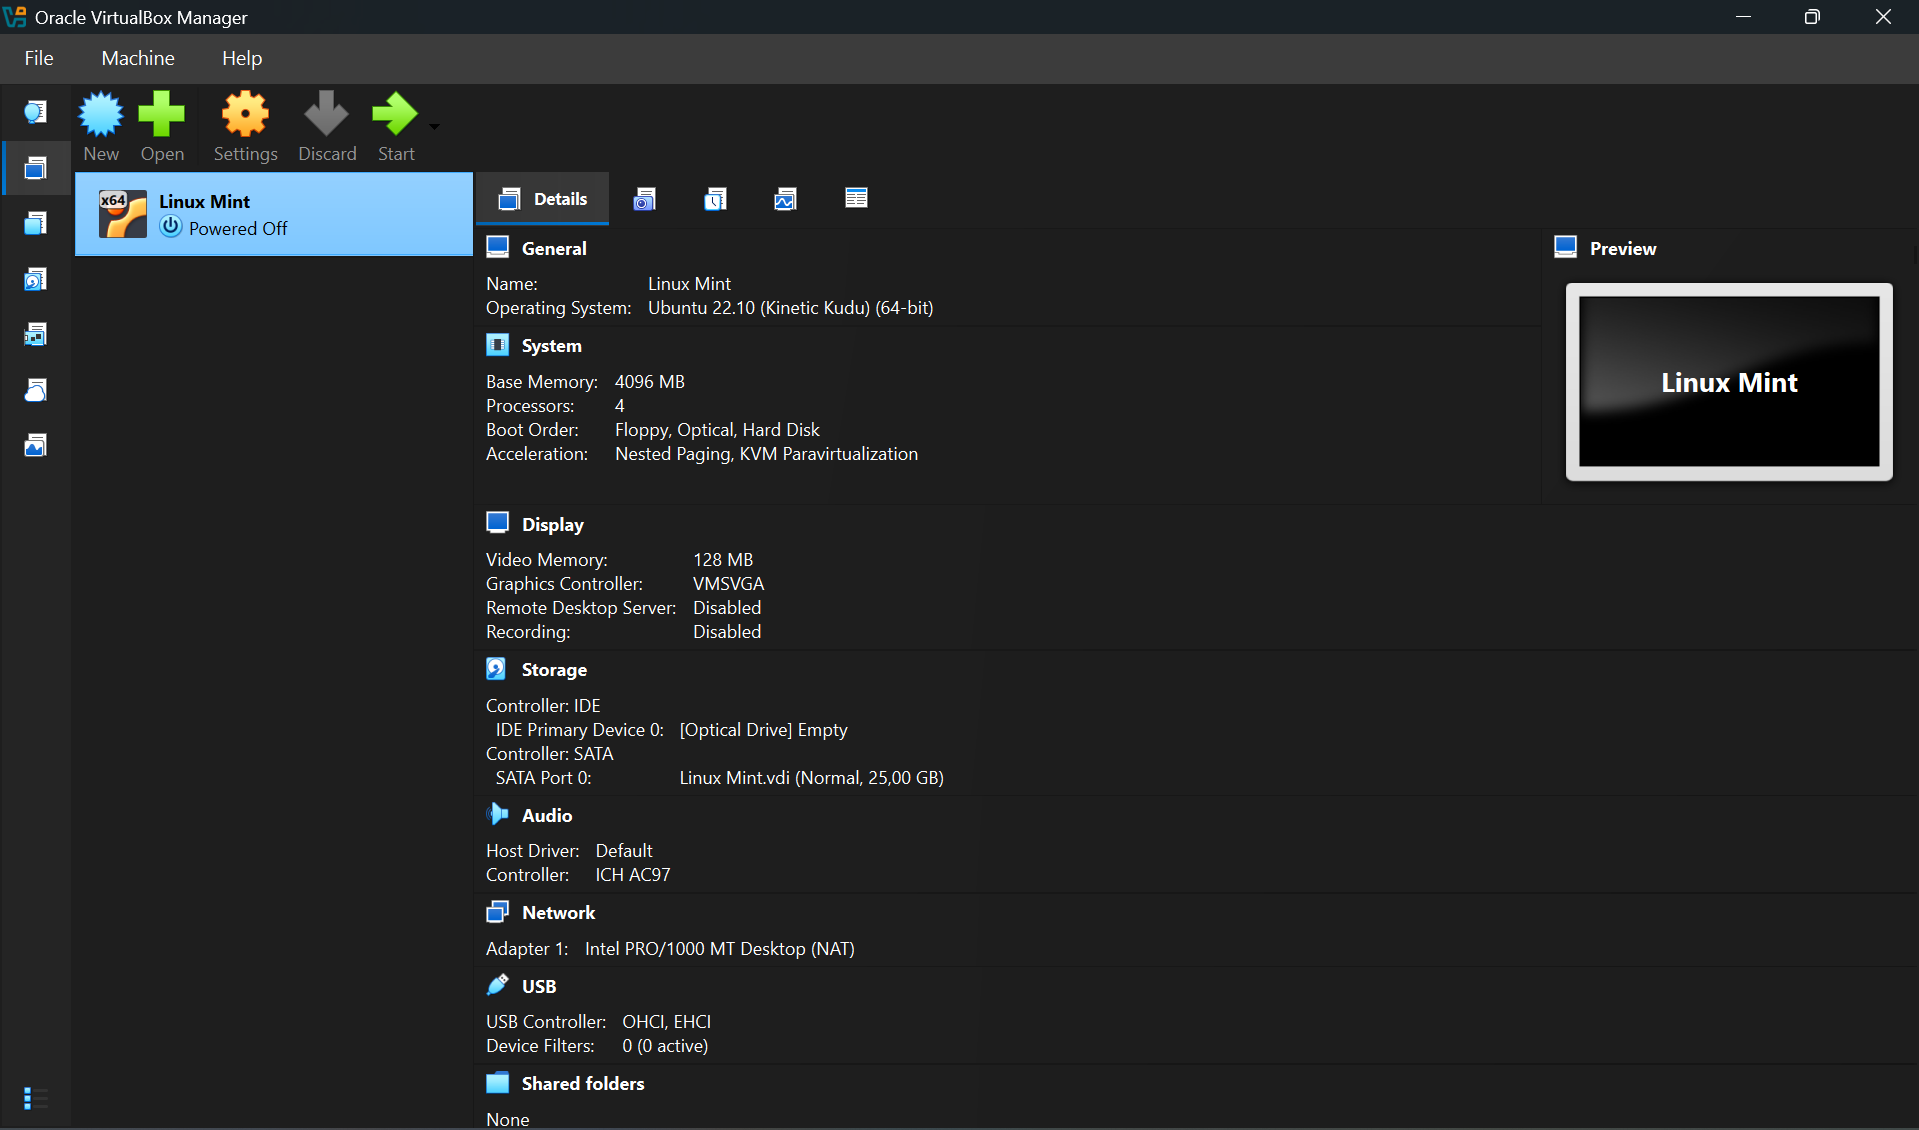 Oracle VirtualBox Manager
File Machine Help
New Open Settings Discard Start
x64
Linux Mint
Powered Off
Details
General
Name: Linux Mint
Operating System: Ubuntu 22.10 (Kinetic Kudu) (64-bit)
Preview
Linux Mint
System
Base Memory: 4096 MB
Processors: 4
Boot Order: Floppy, Optical, Hard Disk
Acceleration: Nested Paging, KVM Paravirtualization
Display
Video Memory: 128 MB
Graphics Controller: VMSVGA
Remote Desktop Server: Disabled
Recording: Disabled
Storage
Controller: IDE
IDE Primary Device 0: [Optical Drive] Empty
Controller: SATA
SATA Port 0: Linux Mint.vdi (Normal, 25,00 GB)
Audio
Host Driver: Default
Controller: ICH AC97
Network
Adapter 1: Intel PRO/1000 MT Desktop (NAT)
USB
USB Controller: OHCI, EHCI
Device Filters: 0 (0 active)
Shared folders
None